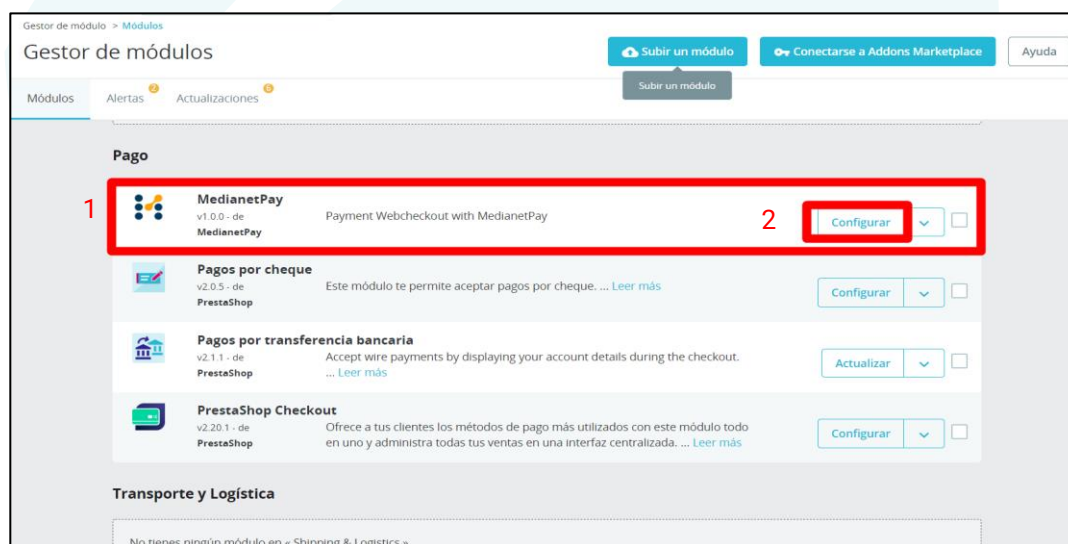 Gestor de módulo > Módulos
Gestor de módulos
Subir un módulo
Conectarse a Addons Marketplace
Ayuda
Subir un módulo
Módulos
Alertas 2
Actualizaciones 6
Pago
1
MedianetPay
v1.0.0 - de
Payment Webcheckout with MedianetPay
2
Configurar
MedianetPay
Pagos por cheque
v2.0.5 - de
Este módulo te permite aceptar pagos por cheque. ... Leer más
Configurar
PrestaShop
Pagos por transferencia bancaria
v2.1.1 - de
Accept wire payments by displaying your account details during the checkout.
Actualizar
PrestaShop
... Leer más
PrestaShop Checkout
v2.20.1 - de
Ofrece a tus clientes los métodos de pago más utilizados con este módulo todo
Configurar
PrestaShop
en uno y administra todas tus ventas en una interfaz centralizada. ... Leer más
Transporte y Logística
No tienes ningún módulo en « Shipping & Logistics ».